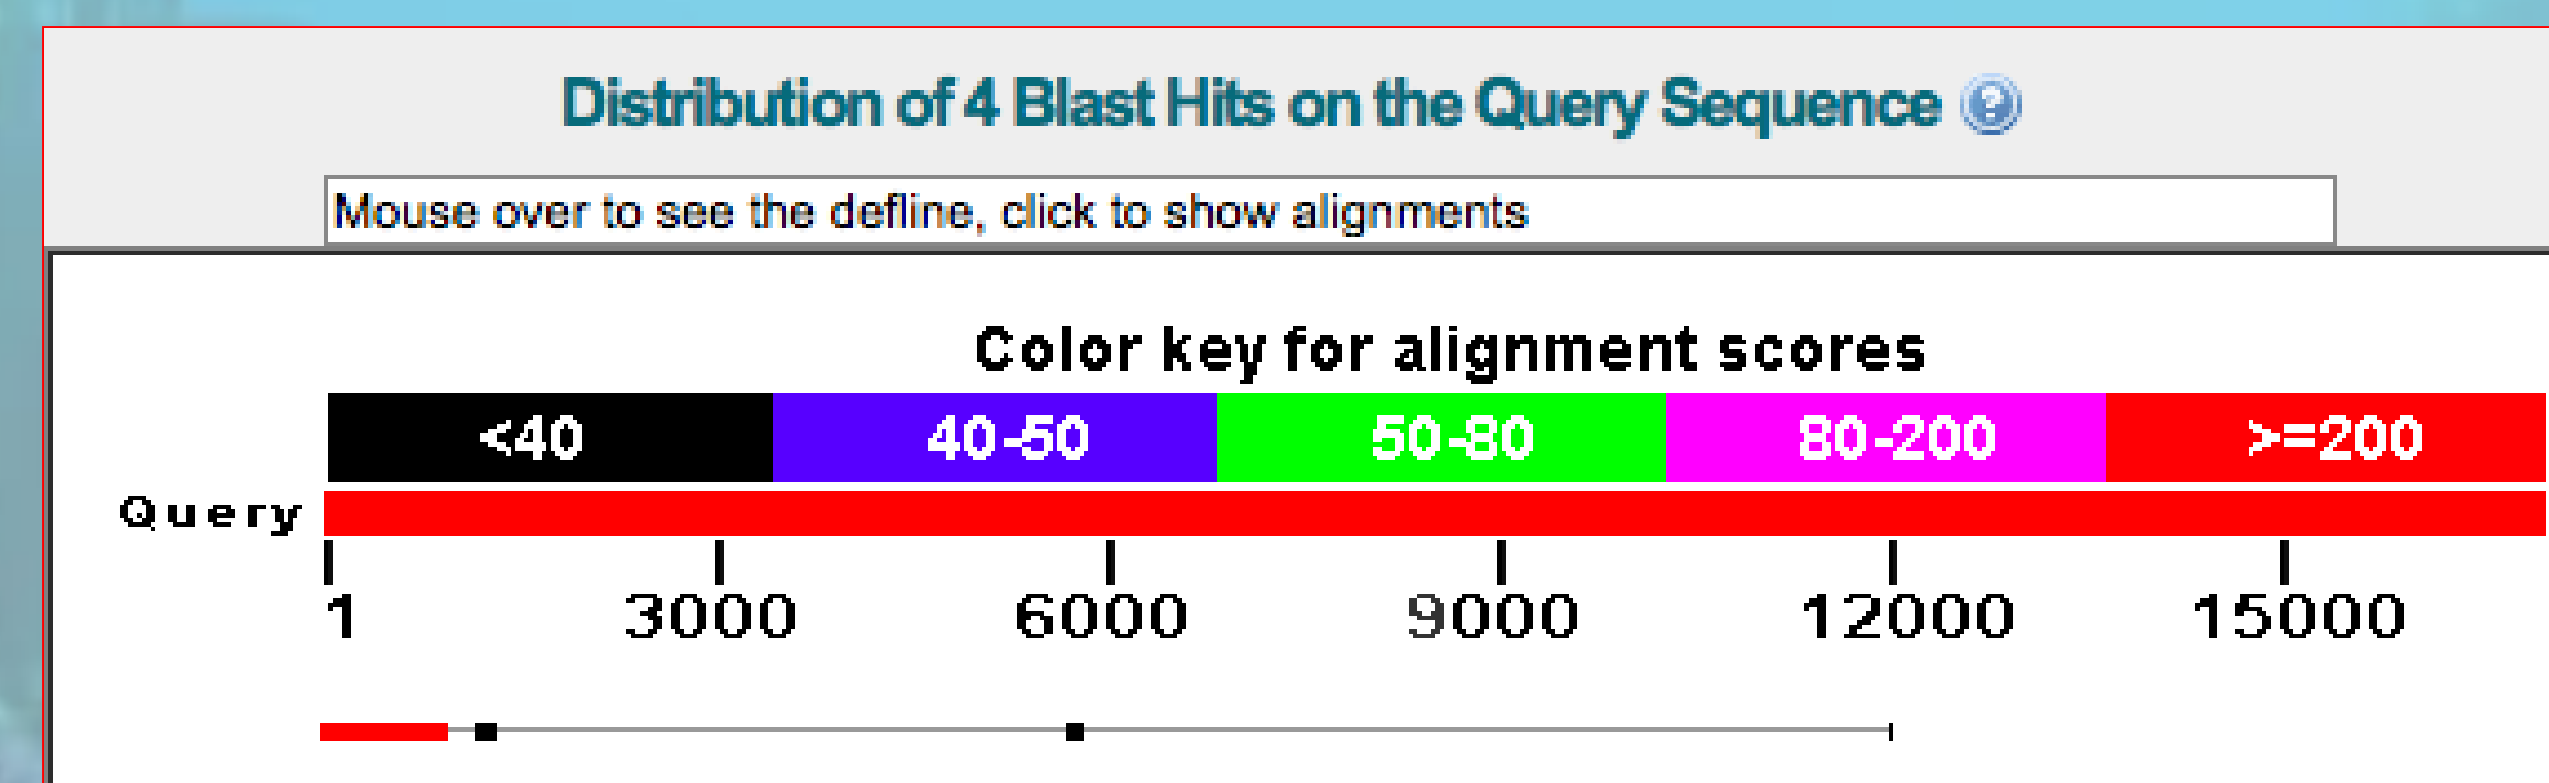 Distribution of 4 Blast Hits on the Query Sequence ?
Mouse over to see the defline, click to show alignments
Color key for alignment scores
<40 40-50 50-80 80-200 >=200
Query
1 3000 6000 9000 12000 15000